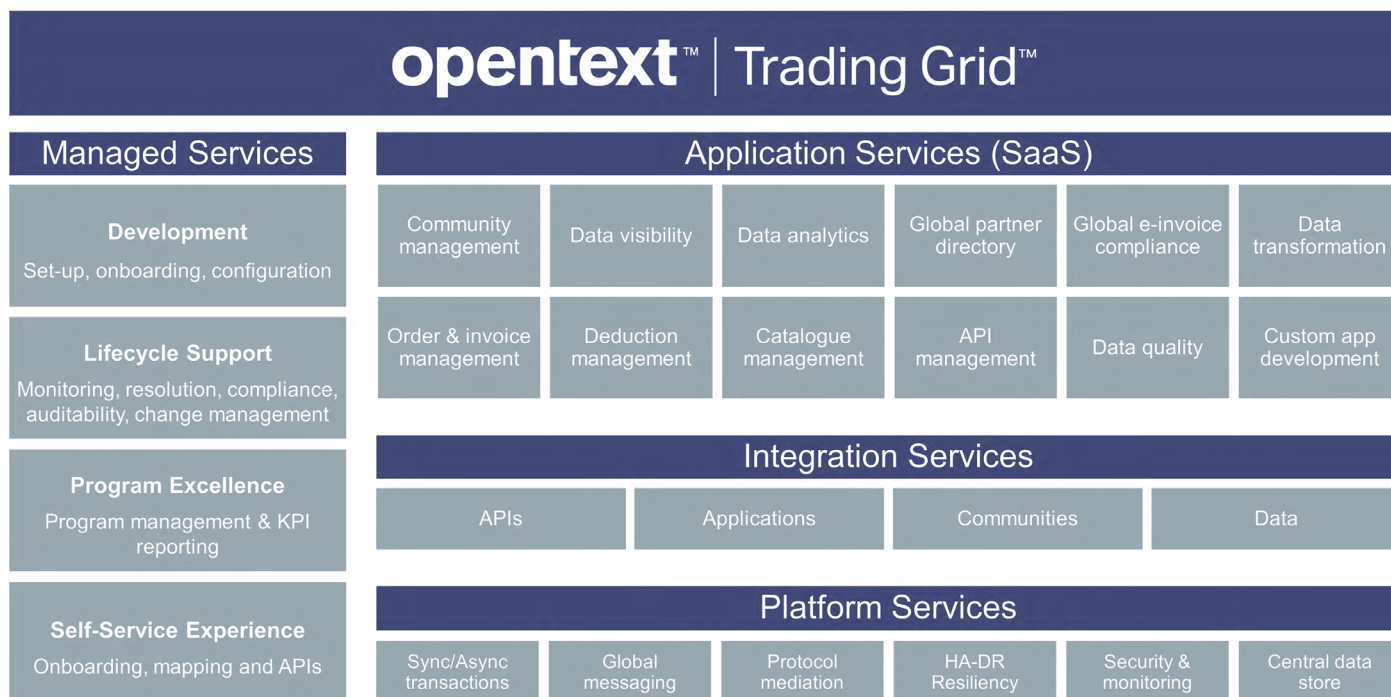 opentext™ | Trading Grid™
Managed Services
Development
Set-up, onboarding, configuration
Lifecycle Support
Monitoring, resolution, compliance,
auditability, change management
Program Excellence
Program management & KPI
reporting
Self-Service Experience
Onboarding, mapping and APIs
Application Services (SaaS)
Community
management
Data visibility
Data analytics
Global partner
directory
Global e-invoice
compliance
Data
transformation
Order & invoice
management
Deduction
management
Catalogue
management
API
management
Data quality
Custom app
development
Integration Services
APIs
Applications
Communities
Data
Platform Services
Sync/Async
transactions
Global
messaging
Protocol
mediation
HA-DR
Resiliency
Security &
monitoring
Central data
store